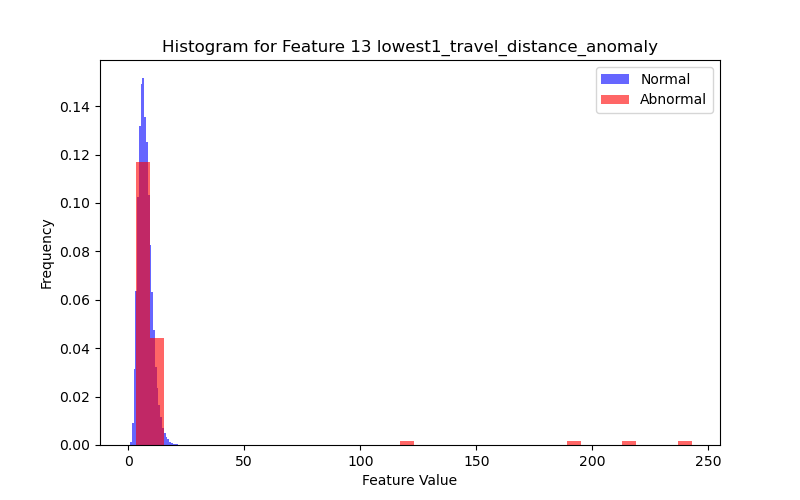 Histogram for Feature 13 lowest1_travel_distance_anomaly
Normal
Abnormal
0.14
0.12
0.10
0.08
0.06
0.04
0.02
0.00
Frequency
0 50 100 150 200 250
Feature Value